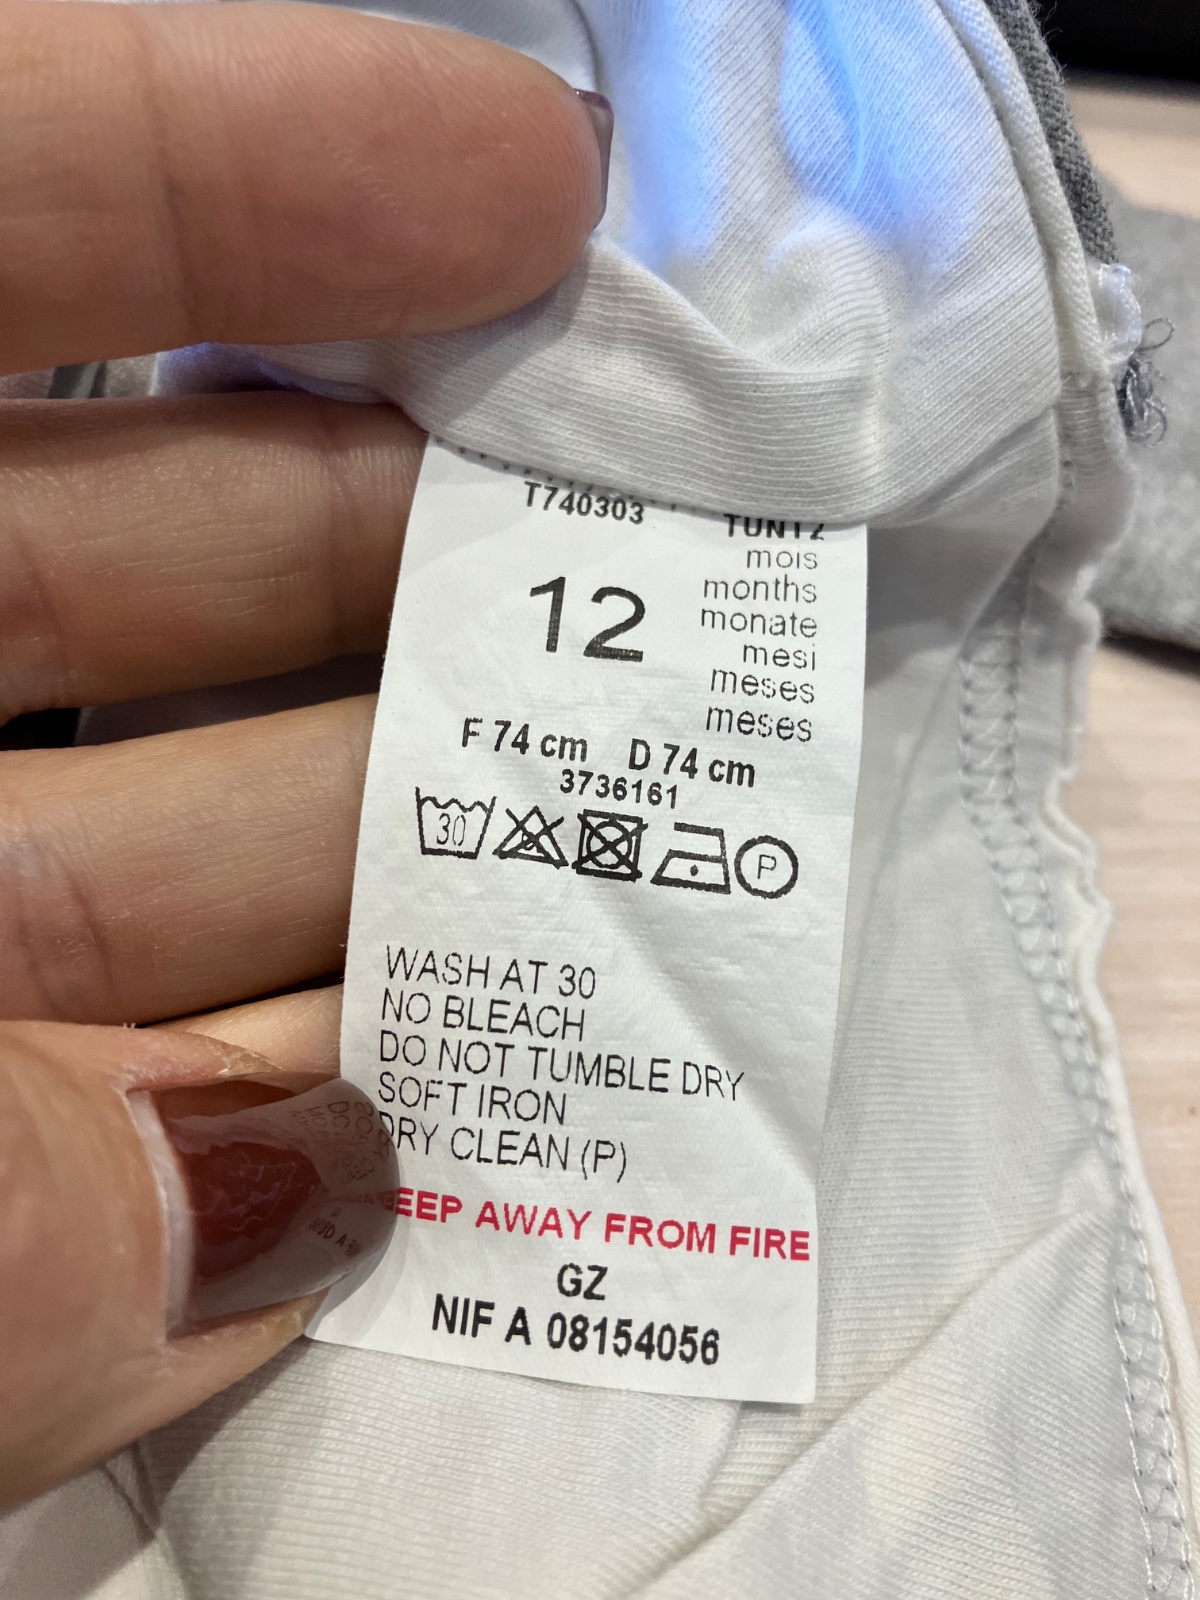 T740303
12
mois
months
monate
mesi
meses
meses
F 74 cm D 74 cm
3736161
30 P
WASH AT 30
NO BLEACH
DO NOT TUMBLE DRY
SOFT IRON
DRY CLEAN (P)
EEP AWAY FROM FIRE
GZ
NIF A 08154056